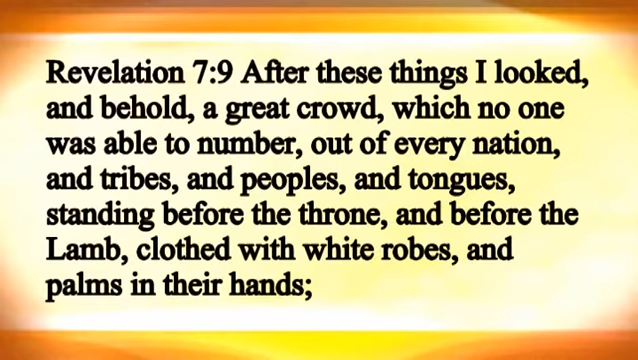 Revelation 7:9 After these things I looked,
and behold, a great crowd, which no one
was able to number, out of every nation,
and tribes, and peoples, and tongues,
standing before the throne, and before the
Lamb, clothed with white robes, and
palms in their hands;